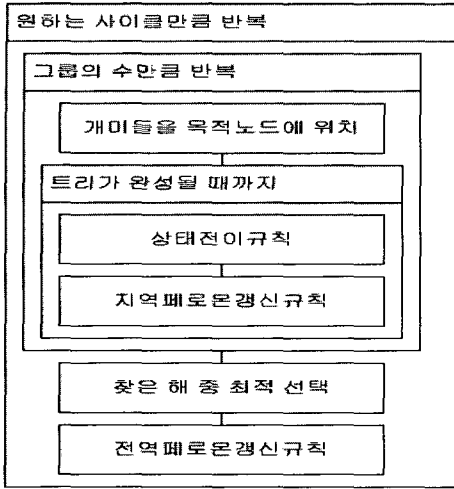 원하는 사이클만큼 반복
그룹의 수만큼 반복
개미들을 목적노드에 위치
트리가 완성될 때까지
상태전이규칙
지역페로몬갱신규칙
찾은 해 중 최적 선택
전역페로몬갱신규칙